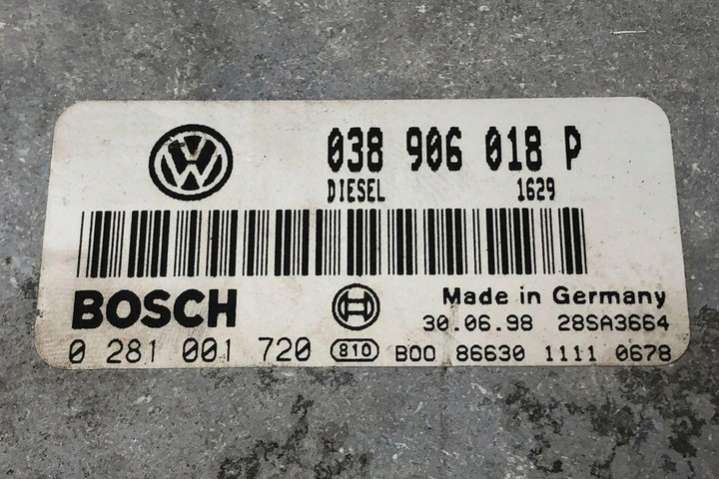 VW 038 906 018 P
DIESEL 1629
BOSCH
Made in Germany
30.06.98 28SA3664
0 281 001 720 810 B00 86630 1111 0678